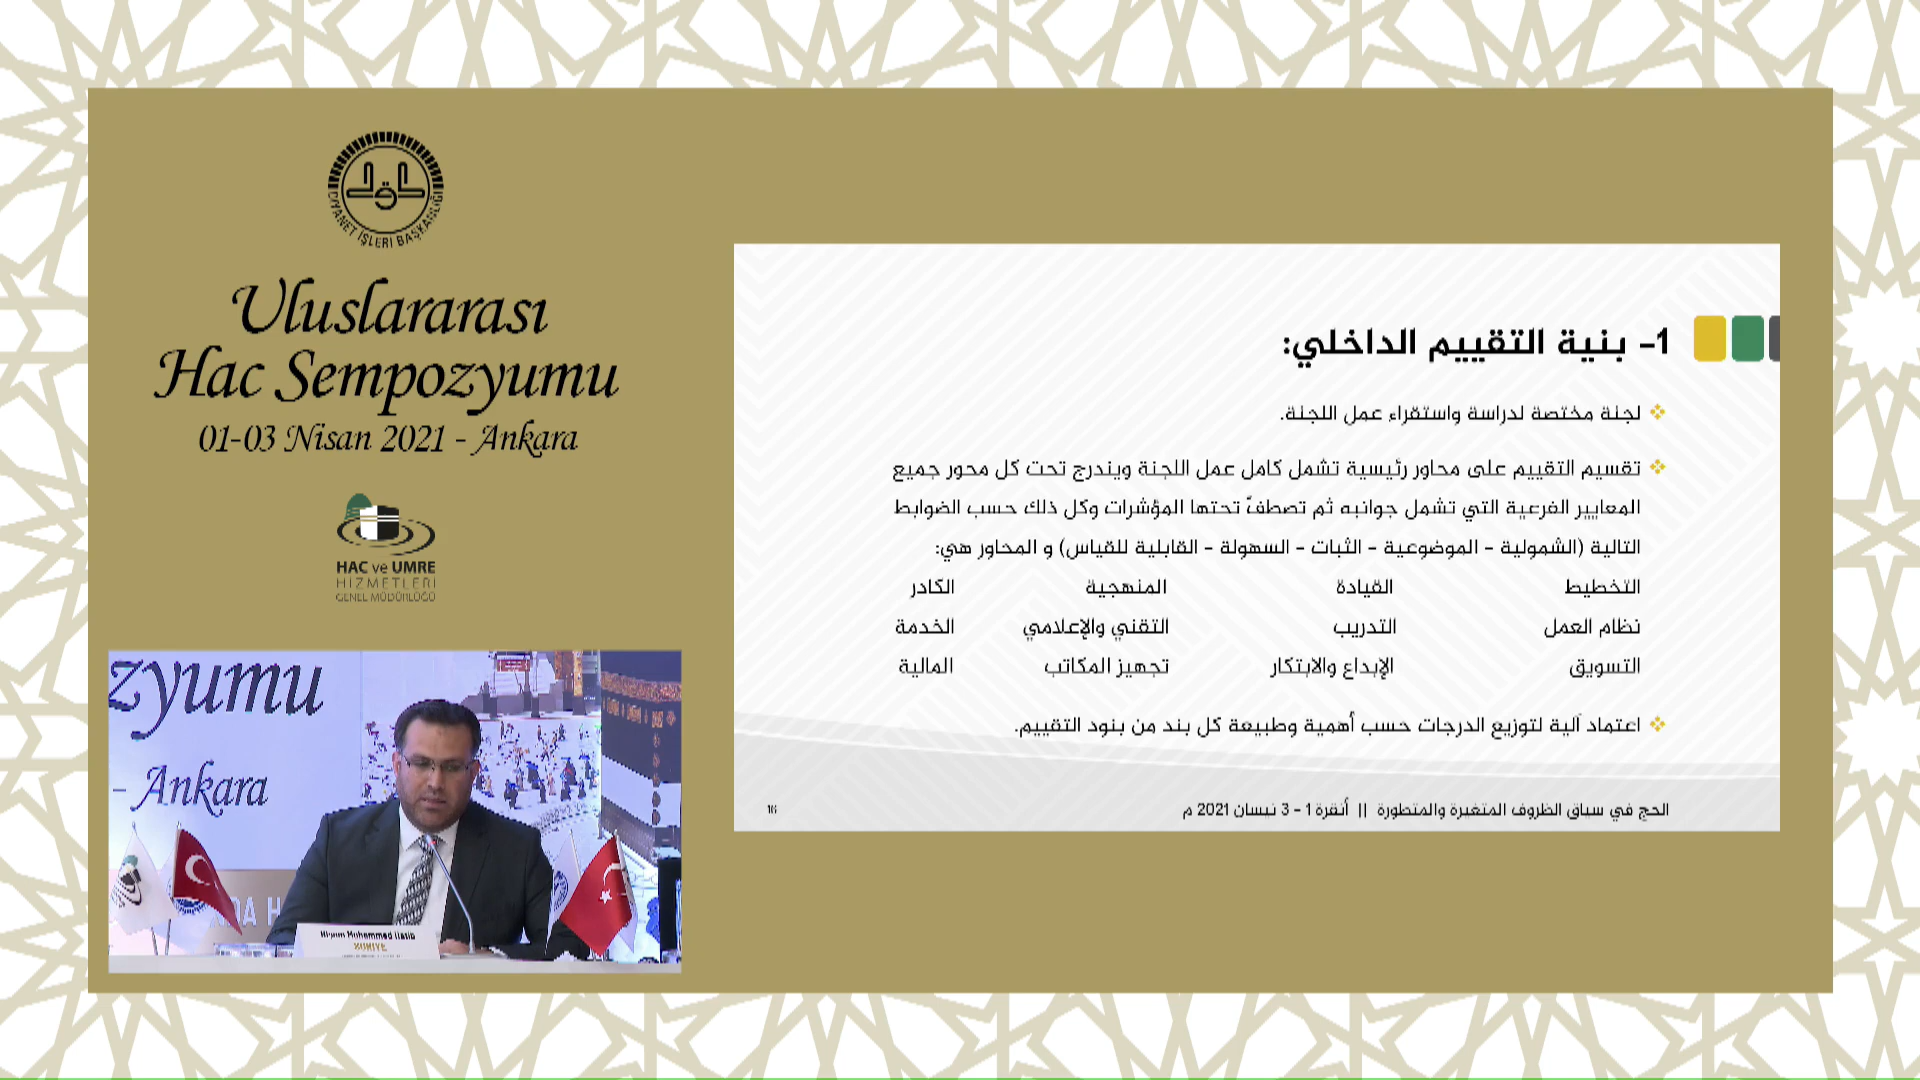 DİYANET İŞLERİ BAŞKANLIĞI
Uluslararası
Hac Sempozyumu
01-03 Nisan 2021 - Ankara
HAC ve UMRE
HİZMETLERİ
GENEL MÜDÜRLÜĞÜ
zyumu
- Ankara
Muhammed
1- بنية التقييم الداخلي:
لجنة مختصة لدراسة واستقراء عمل اللجنة.
تقسيم التقييم على محاور رئيسية تشمل كامل عمل اللجنة ويندرج تحت كل محور جميع
المعايير الفرعية التي تشمل جوانبه ثم تصطفّ تحتها المؤشرات وكل ذلك حسب الضوابط
التالية (الشمولية - الموضوعية - الثبات - السهولة - القابلية للقياس) و المحاور هي:
التخطيط القيادة المنهجية الكادر
نظام العمل التدريب التقني والإعلامي الخدمة
التسويق الإبداع والابتكار تجهيز المكاتب المالية
اعتماد آلية لتوزيع الدرجات حسب أهمية وطبيعة كل بند من بنود التقييم.
الحج في سياق الظروف المتغيرة والمتطورة || أنقرة 1 - 3 نيسان 2021 م
16